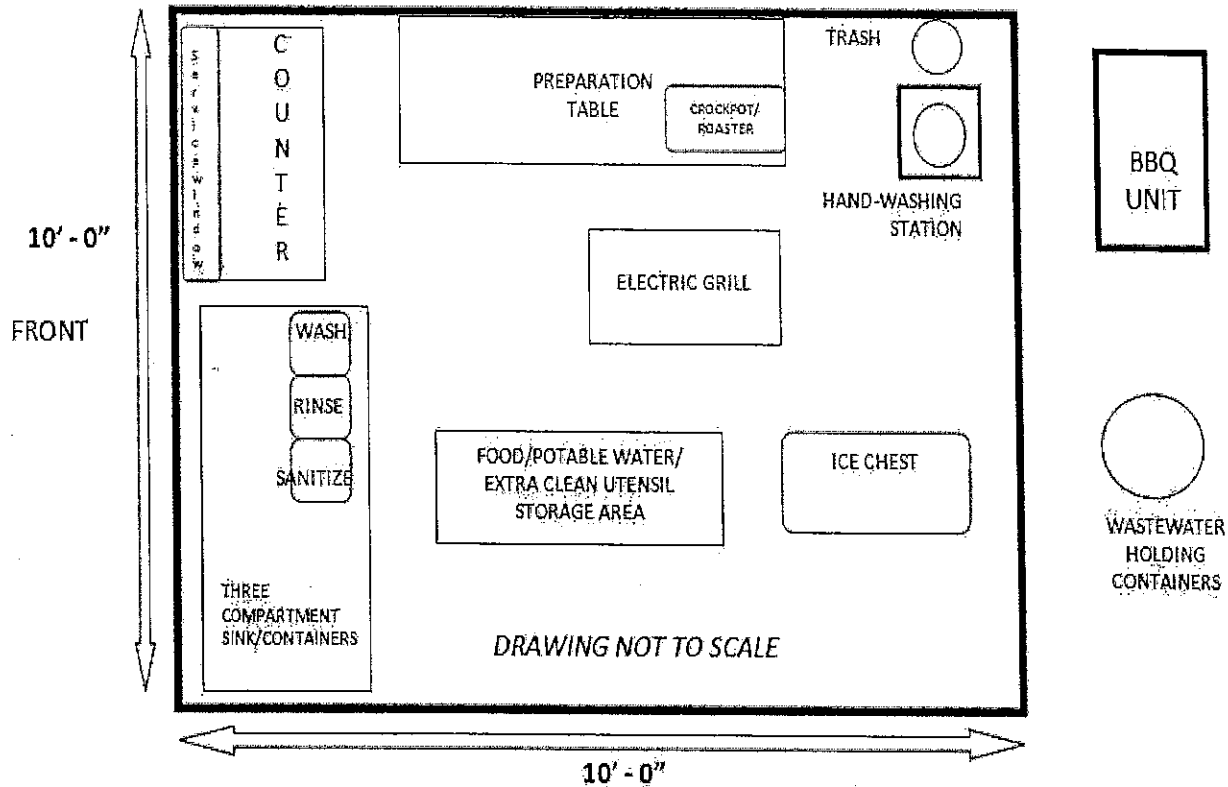 COUNTER
Service window
PREPARATION
TABLE
CROCKPOT/
ROASTER
TRASH
HAND-WASHING
STATION
BBQ
UNIT
10' - 0"
FRONT
ELECTRIC GRILL
WASH
RINSE
SANITIZE
FOOD/POTABLE WATER/
EXTRA CLEAN UTENSIL
STORAGE AREA
ICE CHEST
WASTEWATER
HOLDING
CONTAINERS
THREE
COMPARTMENT
SINK/CONTAINERS
DRAWING NOT TO SCALE
10' - 0"